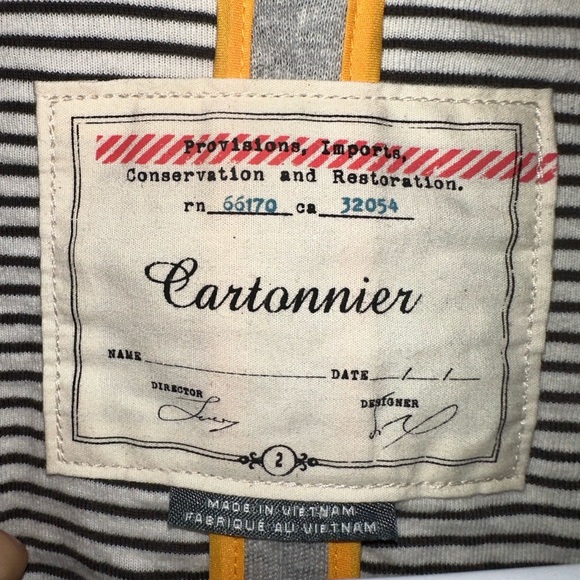 Provisions, Imports,
Conservation and Restoration.
rn 66170 ca 32054
Cartonnier
NAME DATE / /
DIRECTOR DESIGNER
2
MADE IN VIETNAM
FABRIQUÉ AU VIETNAM